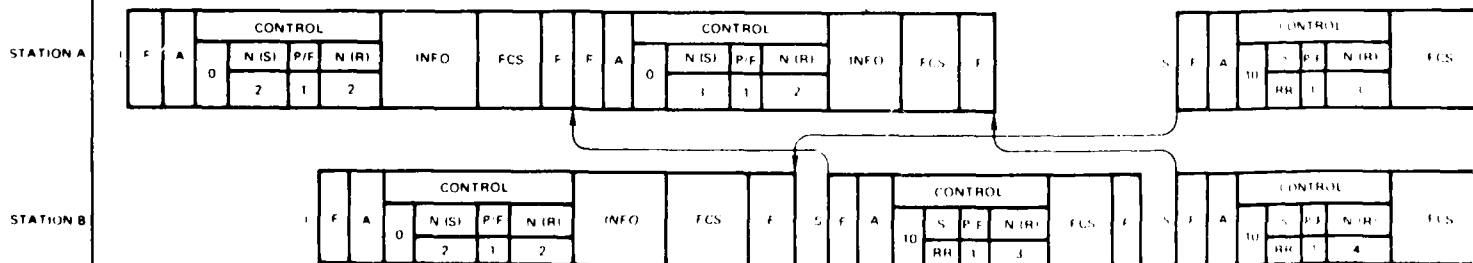 CONTROL CONTROL CONTROL
STATION A I F A 0 N (S) P/F N (R) INFO FCS F F A 0 N (S) P/F N (R) INFO FCS F S F A 10 S P/F N (R) FCS
2 1 2 3 1 2 RR 1 3
CONTROL CONTROL CONTROL
STATION B I F A 0 N (S) P/F N (R) INFO FCS F S F A 10 S P/F N (R) FCS F S F A 10 S P/F N (R) FCS
2 1 2 RR 1 3 RR 1 4